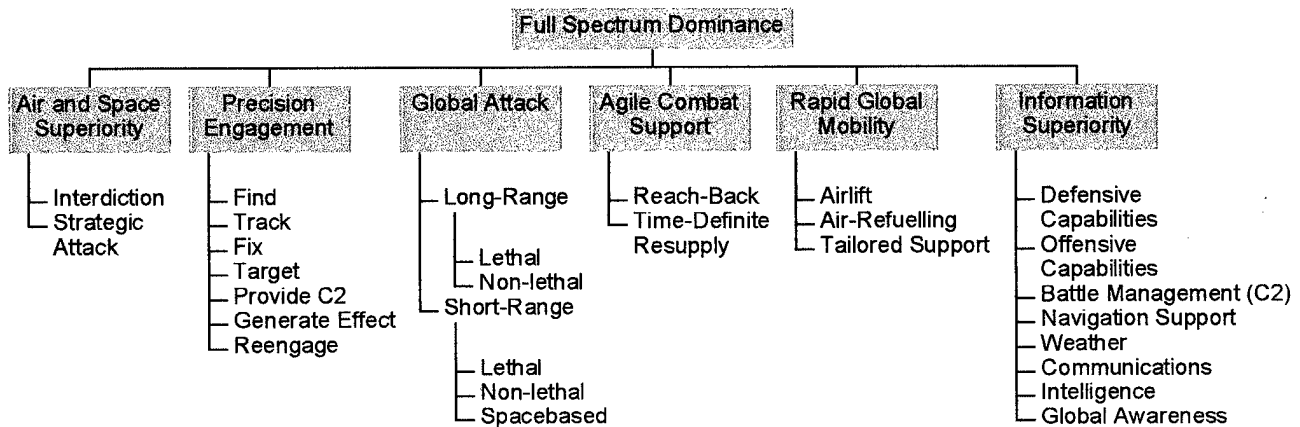 Full Spectrum Dominance
Air and Space
Superiority
Interdiction
Strategic
Attack
Precision
Engagement
Find
Track
Fix
Target
Provide C2
Generate Effect
Reengage
Global Attack
Long-Range
Lethal
Non-lethal
Short-Range
Lethal
Non-lethal
Spacebased
Agile Combat
Support
Reach-Back
Time-Definite
Resupply
Rapid Global
Mobility
Airlift
Air-Refuelling
Tailored Support
Information
Superiority
Defensive
Capabilities
Offensive
Capabilities
Battle Management (C2)
Navigation Support
Weather
Communications
Intelligence
Global Awareness